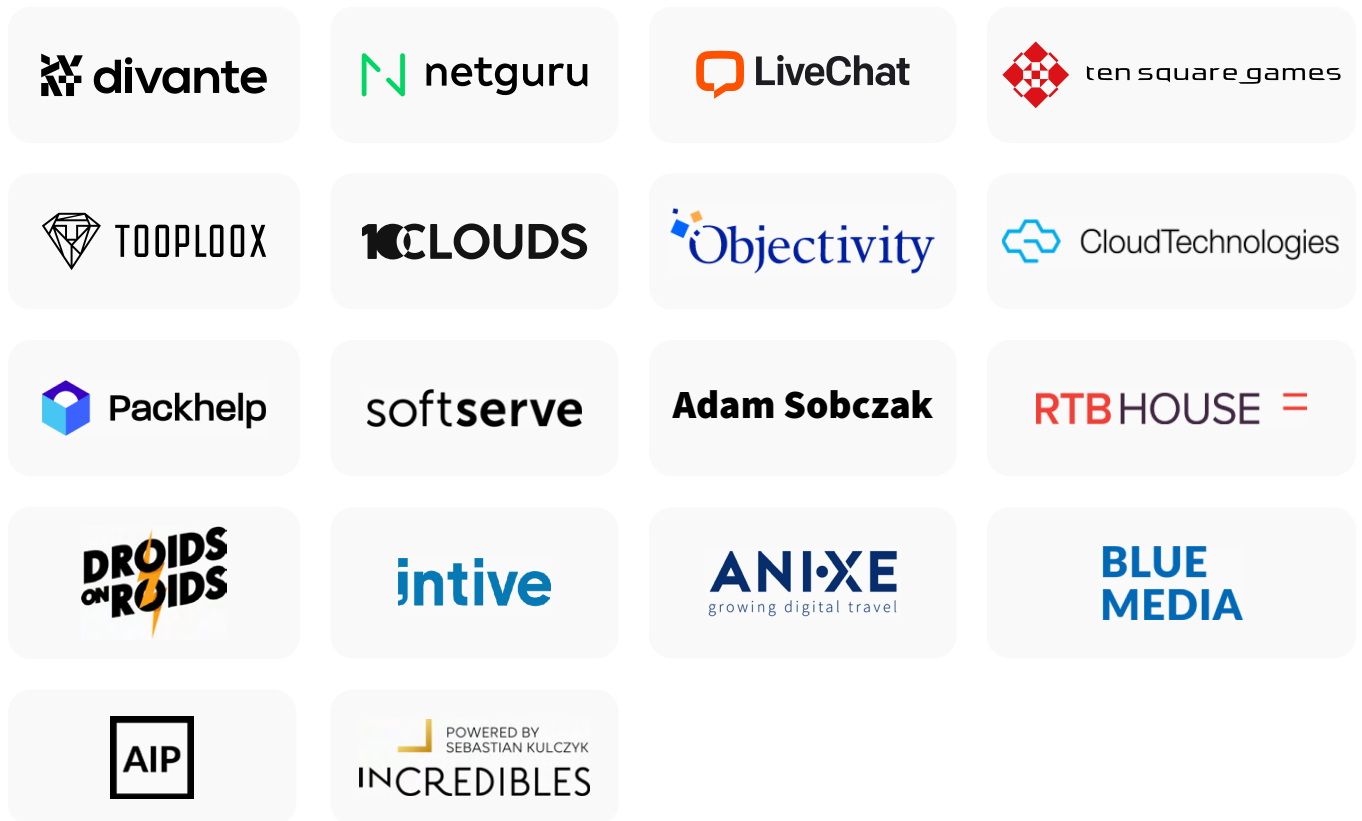 divante
netguru
LiveChat
ten square games
TOOPLOOX
10CLOUDS
Objectivity
CloudTechnologies
Packhelp
softserve
Adam Sobczak
RTB HOUSE
DROIDS
ON ROIDS
intive
ANIXE
growing digital travel
BLUE
MEDIA
AIP
POWERED BY
SEBASTIAN KULCZYK
INCREDIBLES